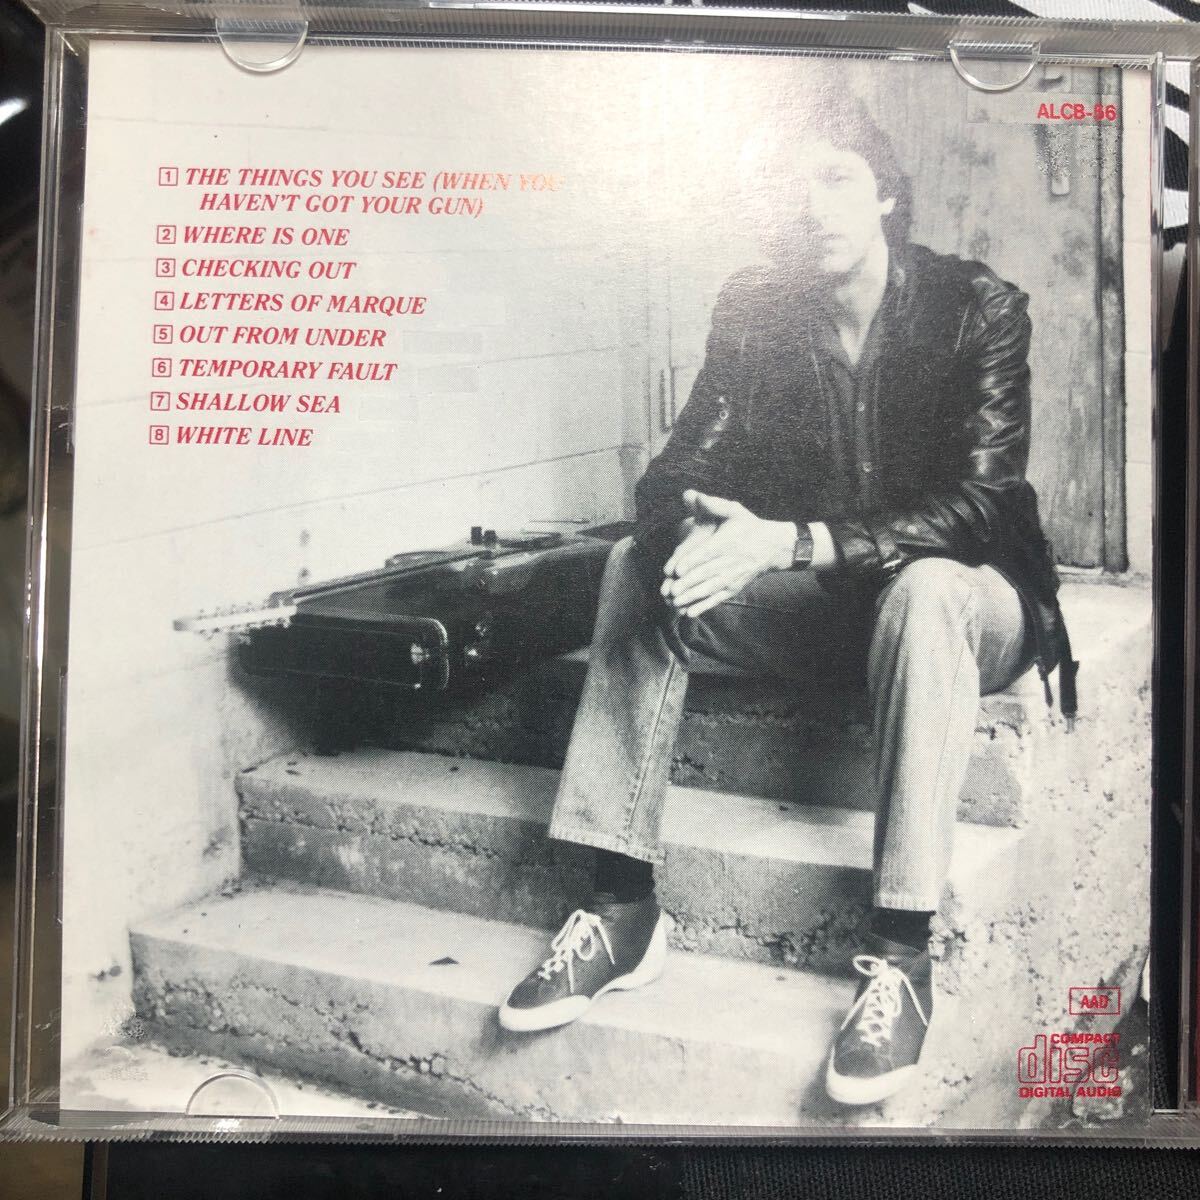 ALCB-56
1 THE THINGS YOU SEE (WHEN YOU
HAVEN'T GOT YOUR GUN)
2 WHERE IS ONE
3 CHECKING OUT
4 LETTERS OF MARQUE
5 OUT FROM UNDER
6 TEMPORARY FAULT
7 SHALLOW SEA
8 WHITE LINE
AAD
COMPACT
disc
DIGITAL AUDIO